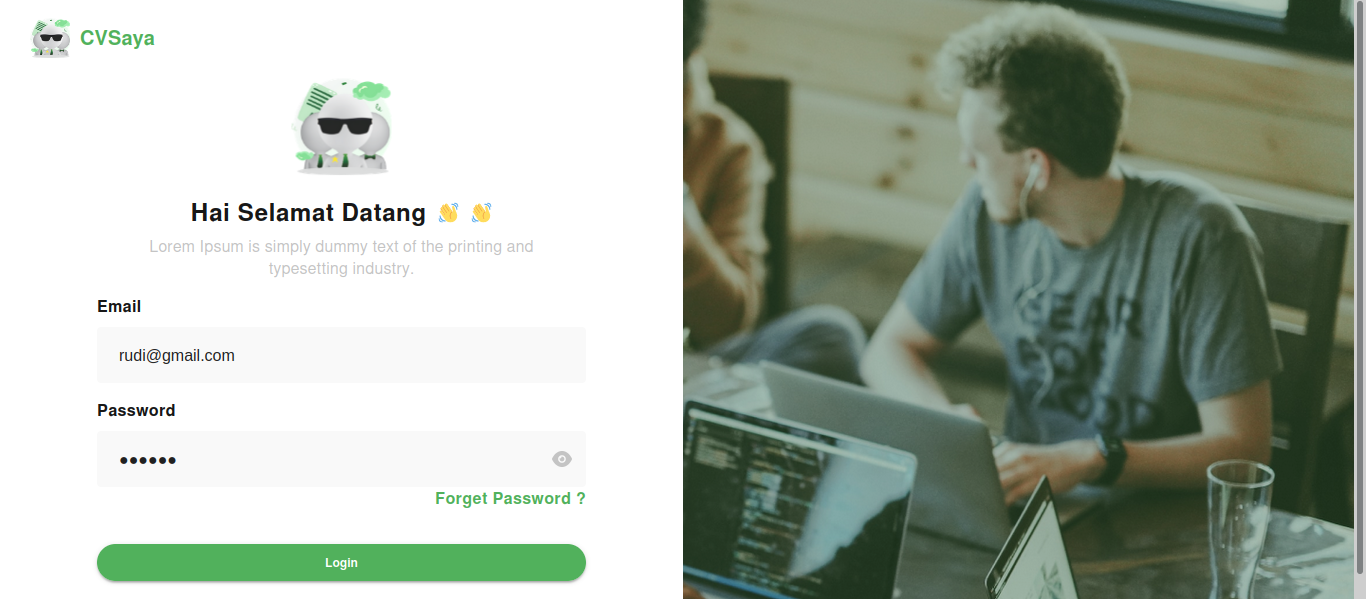 CVSaya
Hai Selamat Datang 👋 👋
Lorem Ipsum is simply dummy text of the printing and
typesetting industry.
Email
rudi@gmail.com
Password
••••••
Forget Password ?
Login